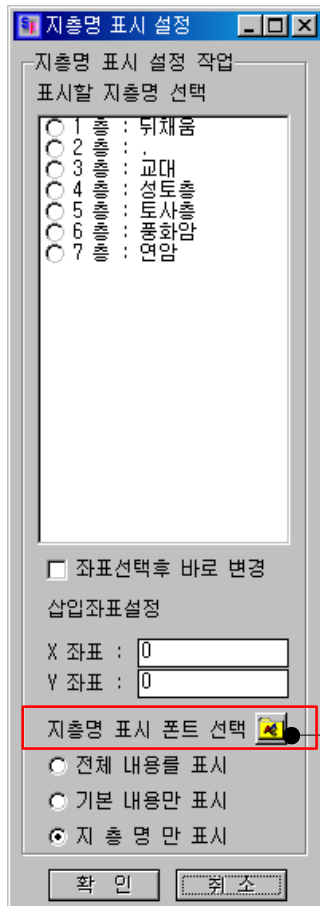 지층명 표시 설정
지층명 표시 설정 작업
표시할 지층명 선택
1 층 : 뒤채움
2 층 : .
3 층 : 교대
4 층 : 성토층
5 층 : 토사층
6 층 : 풍화암
7 층 : 연암
좌표선택후 바로 변경
삽입좌표설정
X 좌표 : 0
Y 좌표 : 0
지층명 표시 폰트 선택
전체 내용를 표시
기본 내용만 표시
지 층 명 만 표시
확 인 취 소